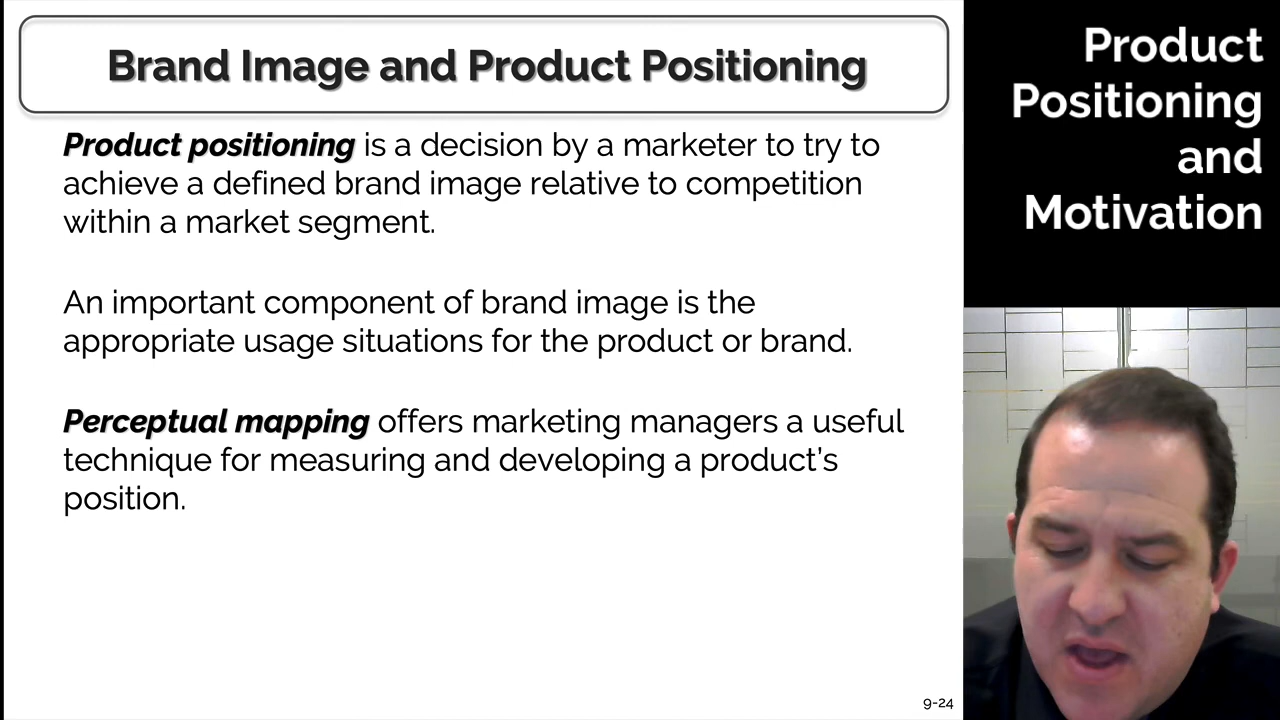 Brand Image and Product Positioning
Product positioning is a decision by a marketer to try to
achieve a defined brand image relative to competition
within a market segment.
An important component of brand image is the
appropriate usage situations for the product or brand.
Perceptual mapping offers marketing managers a useful
technique for measuring and developing a product's
position.
9-24
Product
Positioning
and
Motivation